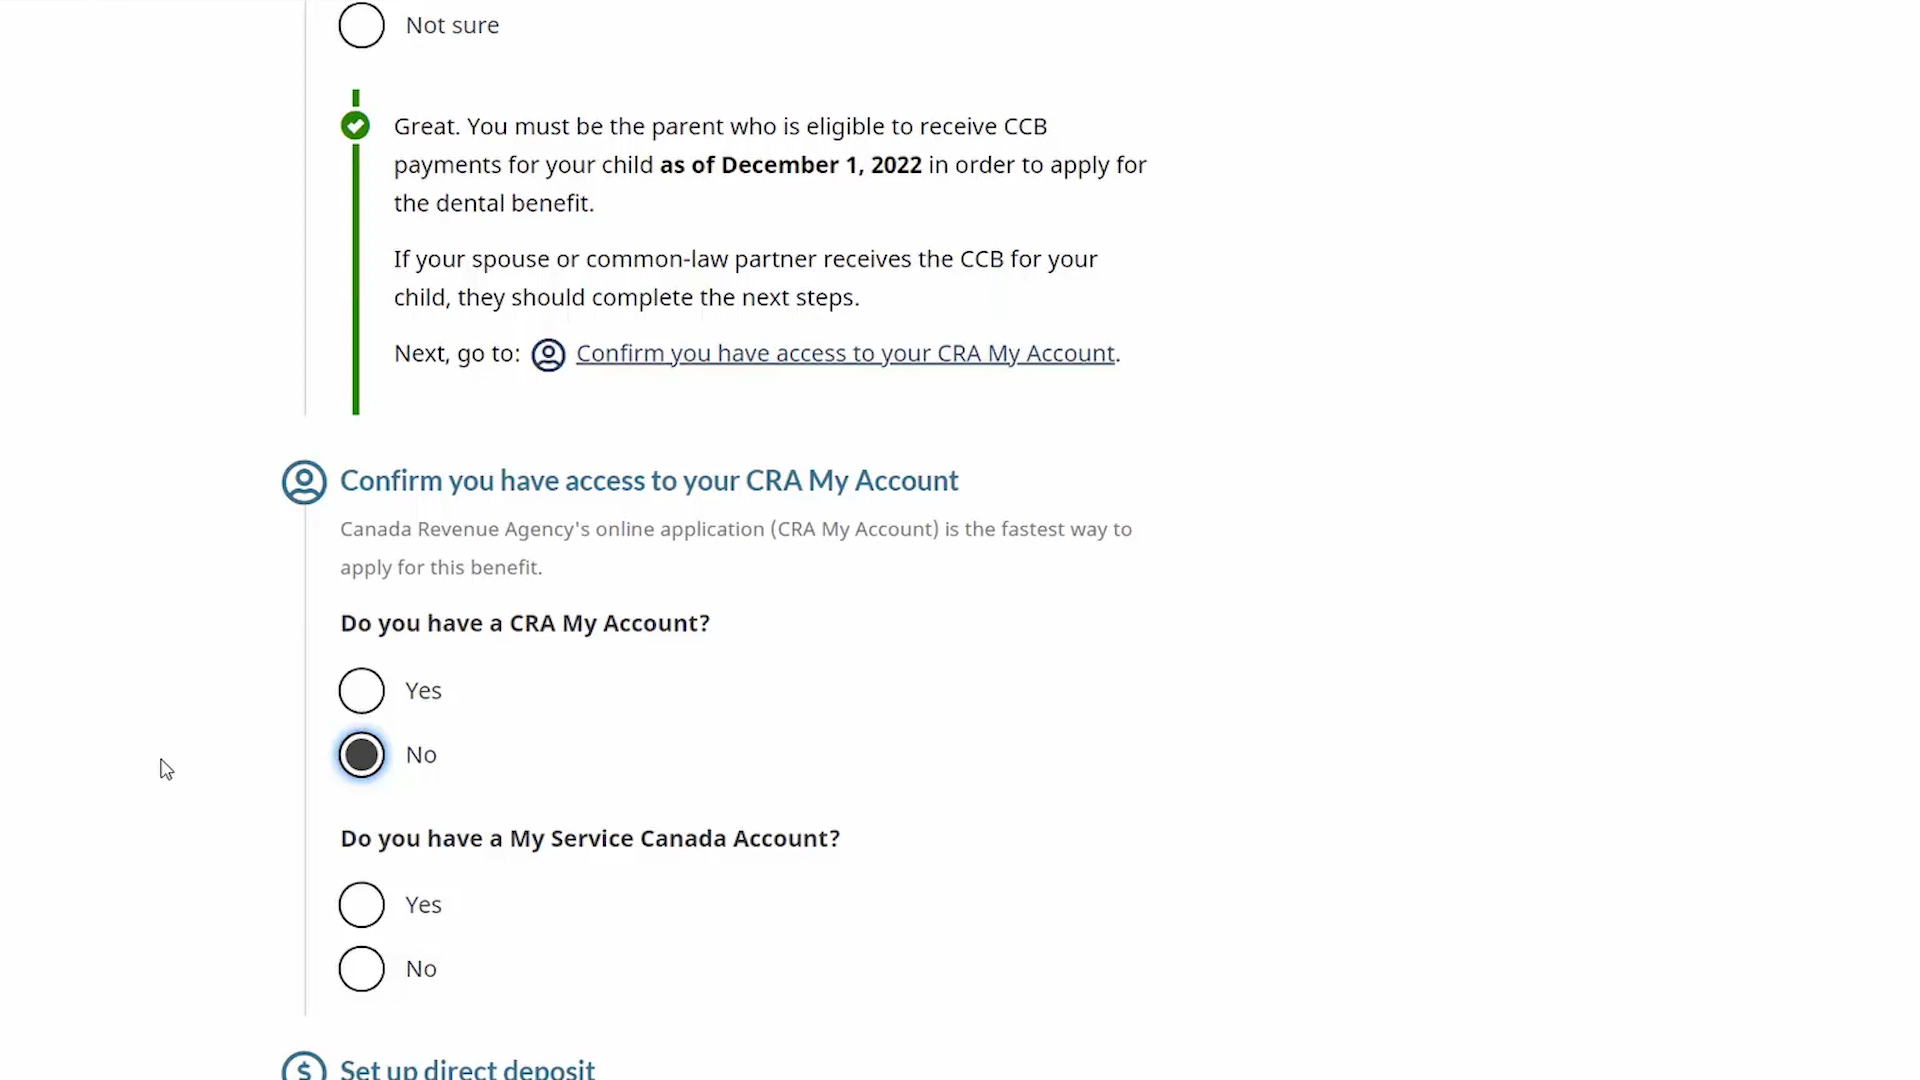 Not sure
Great. You must be the parent who is eligible to receive CCB
payments for your child as of December 1, 2022 in order to apply for
the dental benefit.
If your spouse or common-law partner receives the CCB for your
child, they should complete the next steps.
Next, go to: Confirm you have access to your CRA My Account.
Confirm you have access to your CRA My Account
Canada Revenue Agency's online application (CRA My Account) is the fastest way to
apply for this benefit.
Do you have a CRA My Account?
Yes
No
Do you have a My Service Canada Account?
Yes
No
$ Set up direct deposit